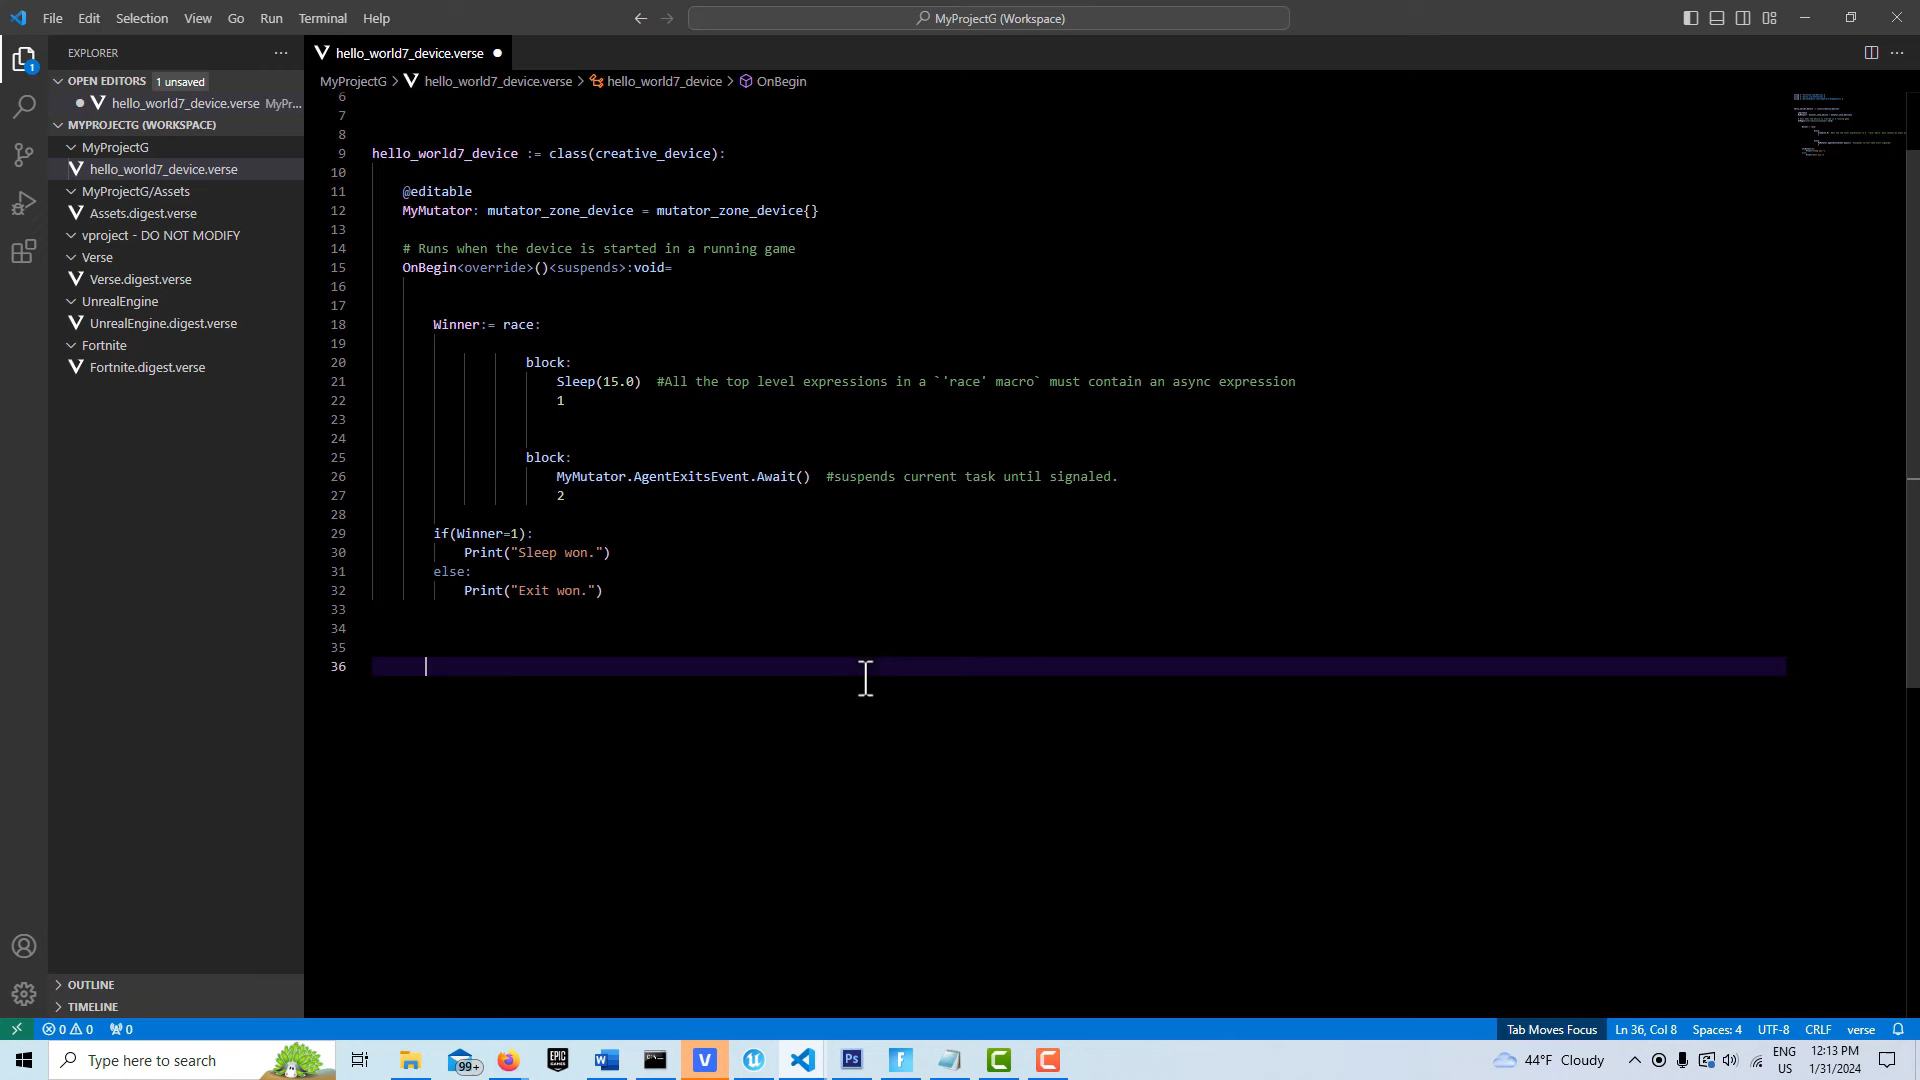 File Edit Selection View Go Run Terminal Help
MyProjectG (Workspace)
EXPLORER
OPEN EDITORS 1 unsaved
hello_world7_device.verse MyPr...
MYPROJECTG (WORKSPACE)
MyProjectG
hello_world7_device.verse
MyProjectG/Assets
Assets.digest.verse
vproject - DO NOT MODIFY
Verse
Verse.digest.verse
UnrealEngine
UnrealEngine.digest.verse
Fortnite
Fortnite.digest.verse
OUTLINE
TIMELINE
hello_world7_device.verse
MyProjectG > hello_world7_device.verse > hello_world7_device > OnBegin
6
7
8
9 hello_world7_device := class(creative_device):
10
11 @editable
12 MyMutator: mutator_zone_device = mutator_zone_device{}
13
14 # Runs when the device is started in a running game
15 OnBegin<override>()<suspends>:void=
16
17
18 Winner:= race:
19
20 block:
21 Sleep(15.0) #All the top level expressions in a `'race' macro` must contain an async expression
22 1
23
24
25 block:
26 MyMutator.AgentExitsEvent.Await() #suspends current task until signaled.
27 2
28
29 if(Winner=1):
30 Print("Sleep won.")
31 else:
32 Print("Exit won.")
33
34
35
36
0 0 0 Tab Moves Focus Ln 36, Col 8 Spaces: 4 UTF-8 CRLF verse
Type here to search
99+
44°F Cloudy
ENG
US
12:13 PM
1/31/2024